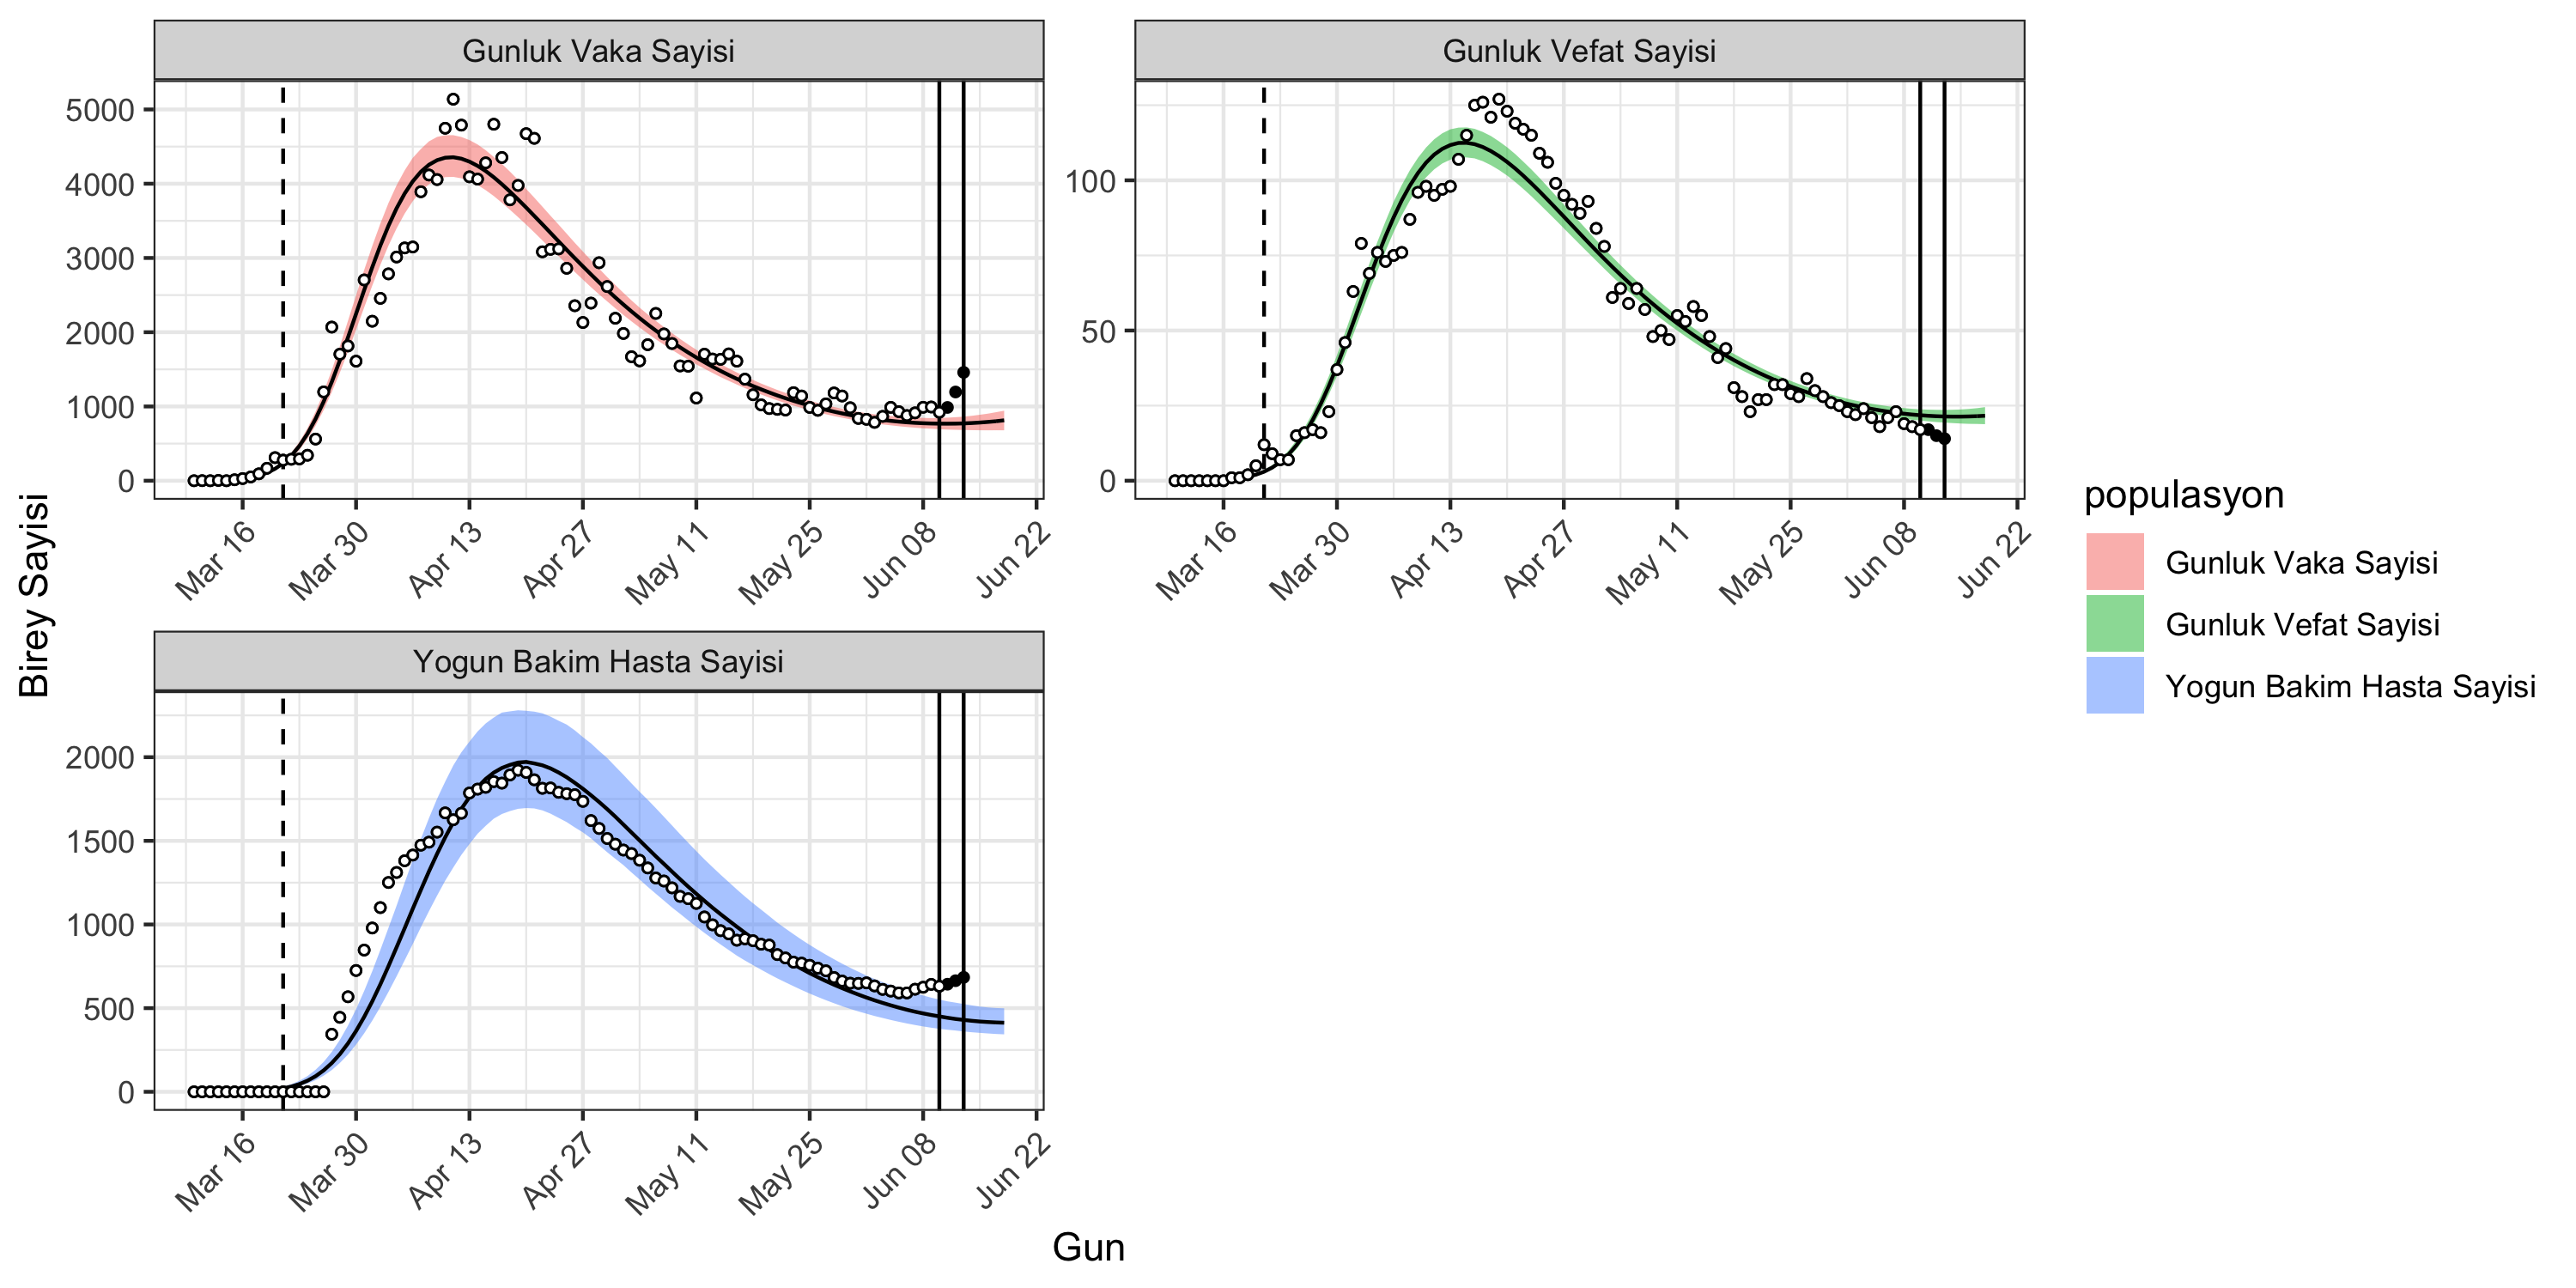 Gunluk Vaka Sayisi
Gunluk Vefat Sayisi
5000
4000
3000
2000
1000
0
100
50
0
Mar 16
Mar 30
Apr 13
Apr 27
May 11
May 25
Jun 08
Jun 22
Mar 16
Mar 30
Apr 13
Apr 27
May 11
May 25
Jun 08
Jun 22
Birey Sayisi
Yogun Bakim Hasta Sayisi
2000
1500
1000
500
0
Mar 16
Mar 30
Apr 13
Apr 27
May 11
May 25
Jun 08
Jun 22
Gun
populasyon
Gunluk Vaka Sayisi
Gunluk Vefat Sayisi
Yogun Bakim Hasta Sayisi